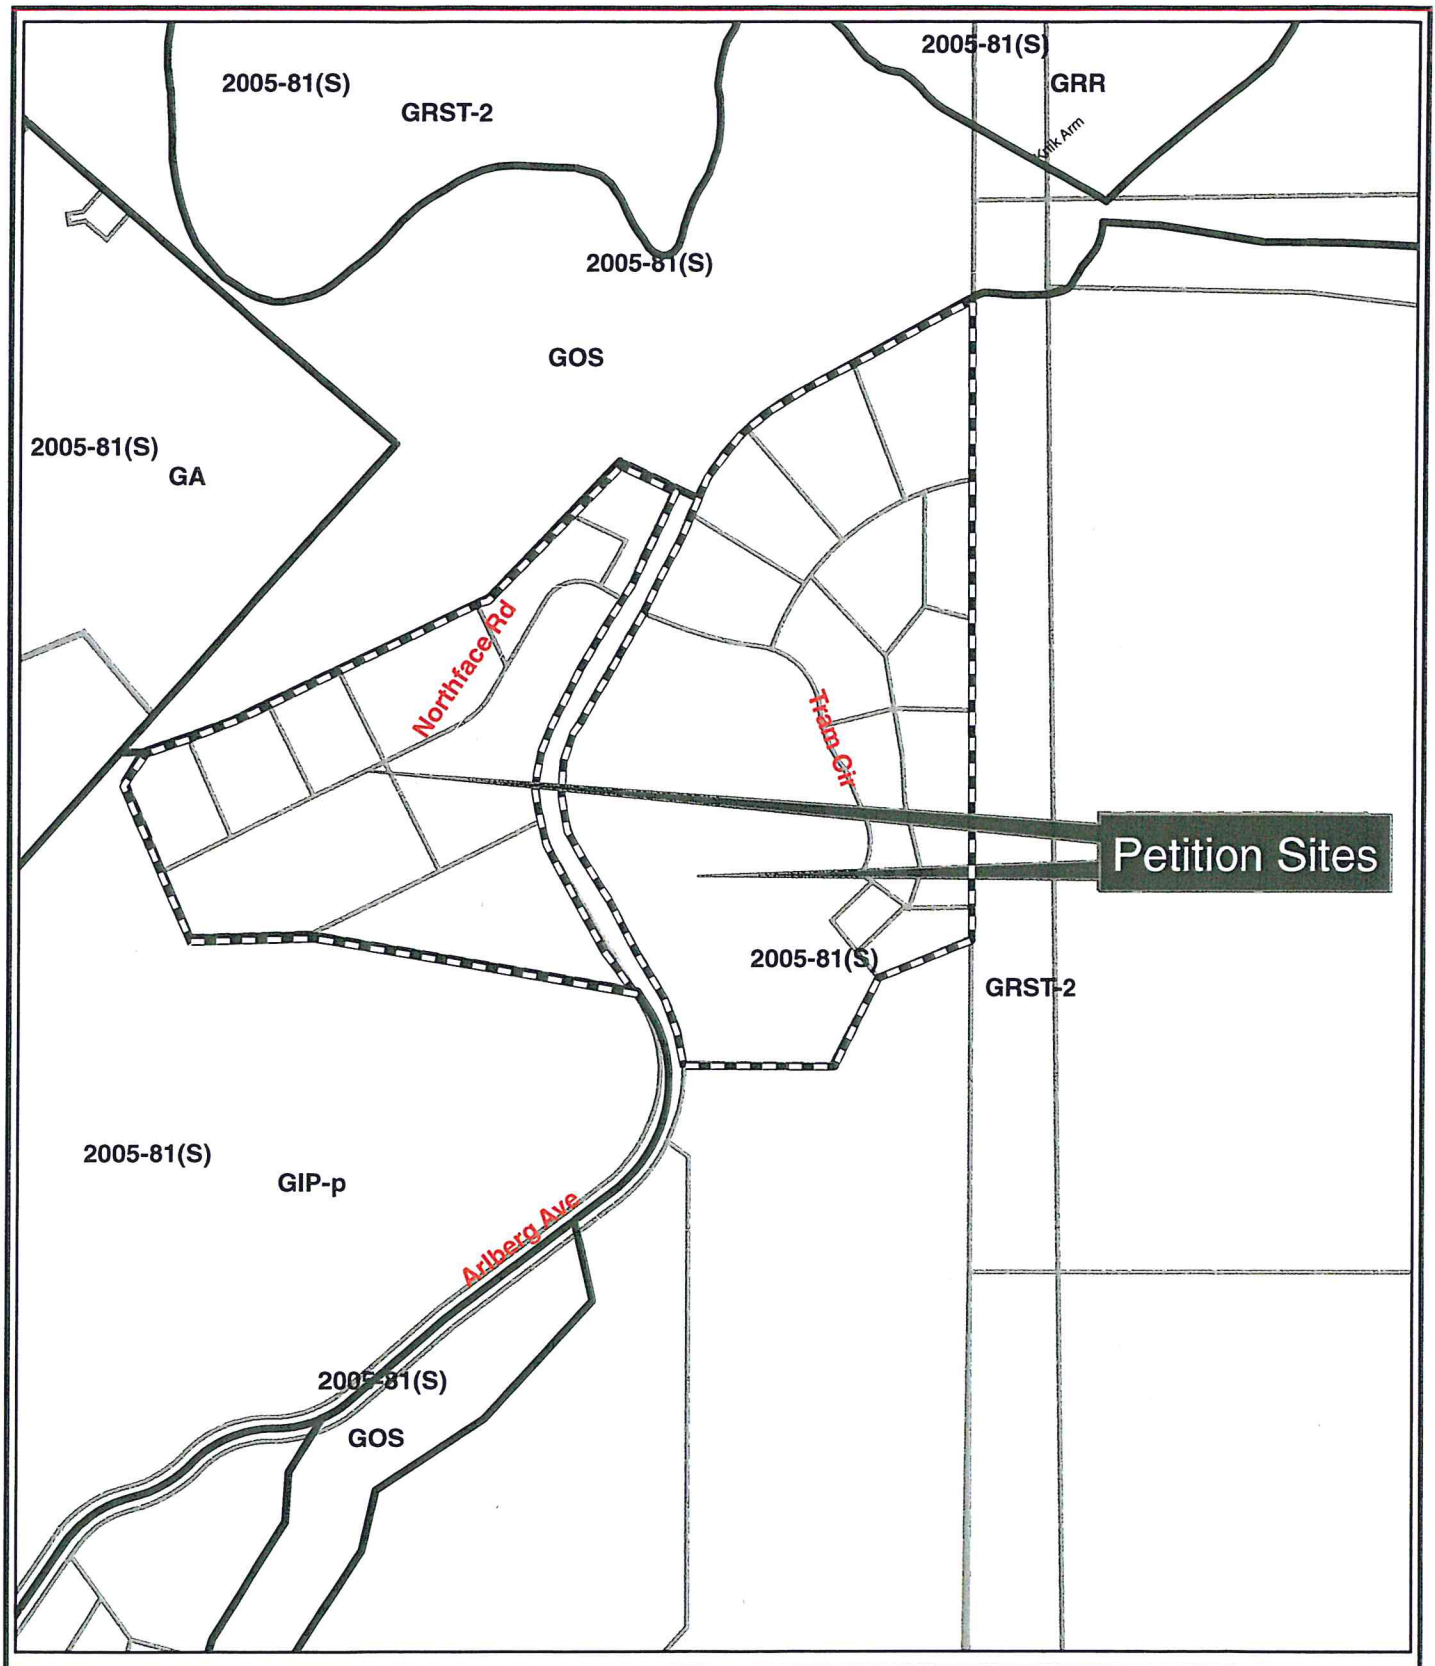 2005-81(S)
2005-81(S)
GRR
GRST-2
Knik Arm
2005-81(S)
GOS
2005-81(S)
GA
Northface Rd
Tram Cir
Petition Sites
2005-81(S)
GRST-2
2005-81(S)
GIP-p
Arlberg Ave
2005-81(S)
GOS